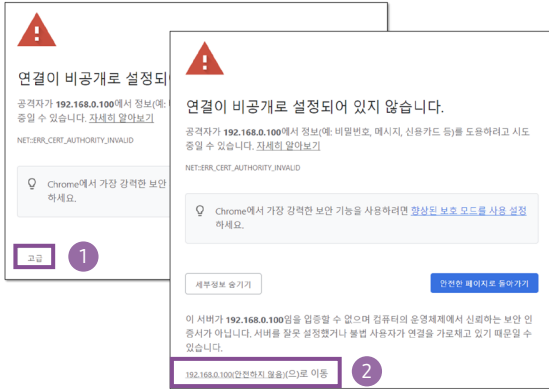 연결이 비공개로 설정되
공격자가 192.168.0.100에서 정보(예:
중일 수 있습니다. 자세히 알아보기
NET::ERR_CERT_AUTHORITY_INVALID
Chrome에서 가장 강력한 보안
하세요.
고급
1
연결이 비공개로 설정되어 있지 않습니다.
공격자가 192.168.0.100에서 정보(예: 비밀번호, 메시지, 신용카드 등)를 도용하려고 시도
중일 수 있습니다. 자세히 알아보기
NET::ERR_CERT_AUTHORITY_INVALID
Chrome에서 가장 강력한 보안 기능을 사용하려면 향상된 보호 모드를 사용 설정
하세요.
세부정보 숨기기
안전한 페이지로 돌아가기
이 서버가 192.168.0.100임을 입증할 수 없으며 컴퓨터의 운영체제에서 신뢰하는 보안 인
증서가 아닙니다. 서버를 잘못 설정했거나 불법 사용자가 연결을 가로채고 있기 때문일 수
있습니다.
192.168.0.100(안전하지 않음)(으)로 이동
2